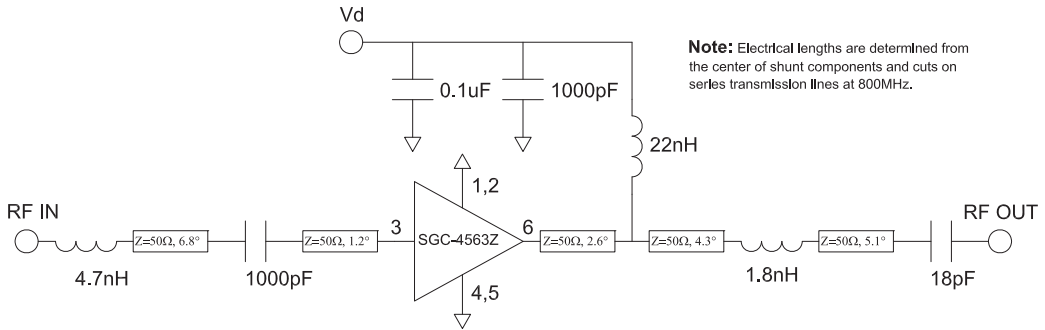 Vd
Note: Electrical lengths are determined from
the center of shunt components and cuts on
series transmission lines at 800MHz.
0.1uF
1000pF
22nH
1,2
RF IN
3
SGC-4563Z
6
RF OUT
Z=50Ω, 6.8°
Z=50Ω, 1.2°
Z=50Ω, 2.6°
Z=50Ω, 4.3°
Z=50Ω, 5.1°
4.7nH
1000pF
4,5
1.8nH
18pF